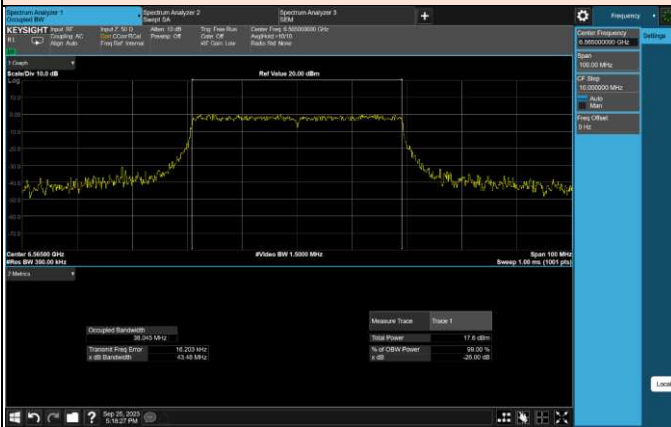 Spectrum Analyzer 1
Occupied BW
Spectrum Analyzer 2
Swept SA
Spectrum Analyzer 3
SEM
+
Frequency
KEYSIGHT
Input: RF
Coupling: AC
Align: Auto
Input Z: 50 Ω
Corr CCorr RCal
Freq Ref: Internal
Atten: 10 dB
Preamp: Off
Trig: Free Run
Gate: Off
#IF Gain: Low
Center Freq: 6.565000000 GHz
Avg|Hold:>10/10
Radio Std: None
Center Frequency
6.565000000 GHz
Settings
Span
100.00 MHz
CF Step
10.000000 MHz
Auto
Man
Freq Offset
0 Hz
1 Graph
Scale/Div 10.0 dB
Ref Value 20.00 dBm
Log
Center 6.56500 GHz
#Res BW 390.00 kHz
#Video BW 1.5000 MHz
Span 100 MHz
Sweep 1.00 ms (1001 pts)
2 Metrics
Occupied Bandwidth
Measure Trace
Trace 1
Total Power
17.6 dBm
Transmit Freq Error
16.203 kHz
% of OBW Power
99.00 %
x dB Bandwidth
43.48 MHz
x dB
-26.00 dB
Local
?
Sep 25, 2023
5:16:27 PM